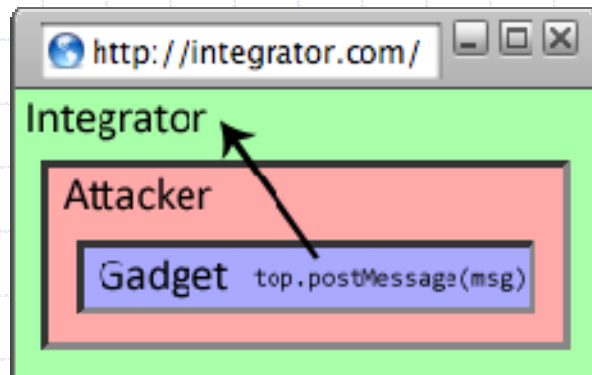 http://integrator.com/
Integrator
Attacker
Gadget top.postMessage(msg)